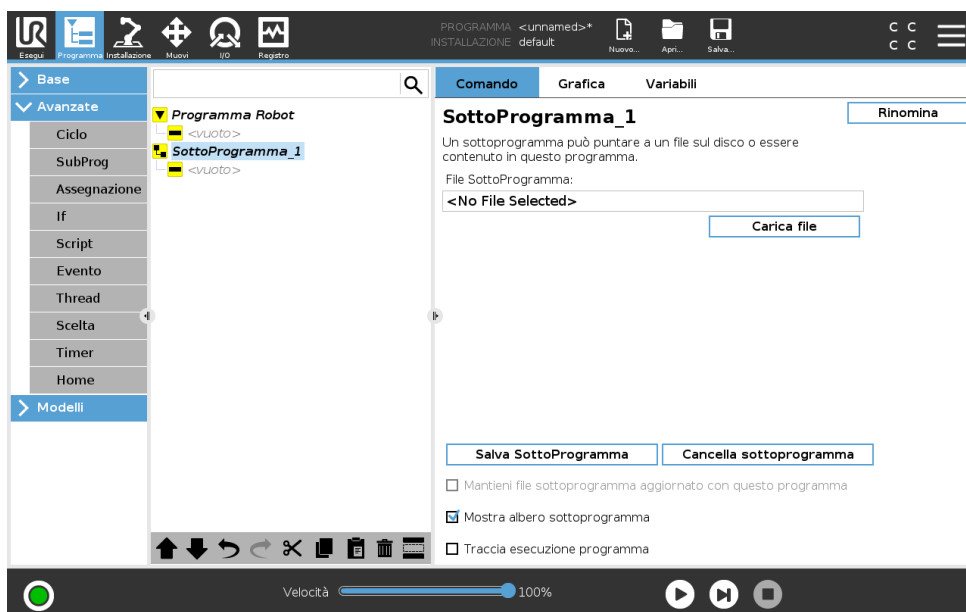 UR
PROGRAMMA <unnamed>*
INSTALLAZIONE default
C C
C C
Esegui Programma Installazione Muovi I/O Registro Nuovo... Apri... Salva...
Base
Avanzate
Ciclo
SubProg
Assegnazione
If
Script
Evento
Thread
Scelta
Timer
Home
Modelli
Programma Robot
<vuoto>
SottoProgramma_1
<vuoto>
Comando Grafica Variabili
SottoProgramma_1 Rinomina
Un sottoprogramma può puntare a un file sul disco o essere
contenuto in questo programma.
File SottoProgramma:
<No File Selected>
Carica file
Salva SottoProgramma Cancella sottoprogramma
Mantieni file sottoprogramma aggiornato con questo programma
Mostra albero sottoprogramma
Traccia esecuzione programma
Velocità 100%